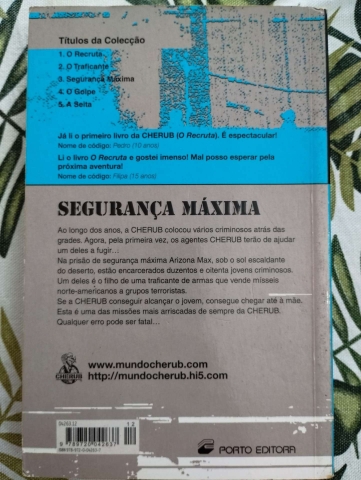 Títulos da Colecção
1. O Recruta
2. O Traficante
3. Segurança Máxima
4. O Golpe
5. A Seita
Já li o primeiro livro da CHERUB (O Recruta). É espectacular!
Nome de código: Pedro (10 anos)
Li o livro O Recruta e gostei imenso! Mal posso esperar pela
próxima aventura!
Nome de código: Filipe (15 anos)
SEGURANÇA MÁXIMA
Ao longo dos anos, a CHERUB colocou vários criminosos atrás das
grades. Agora, pela primeira vez, os agentes CHERUB terão de ajudar
um deles a fugir...
Na prisão de segurança máxima Arizona Max, sob o sol escaldante
do deserto, estão encarcerados duzentos e oitenta jovens criminosos.
Um deles é o filho de uma traficante de armas que vende mísseis
norte-americanos a grupos terroristas.
Se a CHERUB conseguir alcançar o jovem, consegue chegar até à mãe.
Esta é uma das missões mais arriscadas de sempre da CHERUB.
Qualquer erro pode ser fatal...
CHERUB
www.mundocherub.com
http://mundocherub.hi5.com
PORTO EDITORA